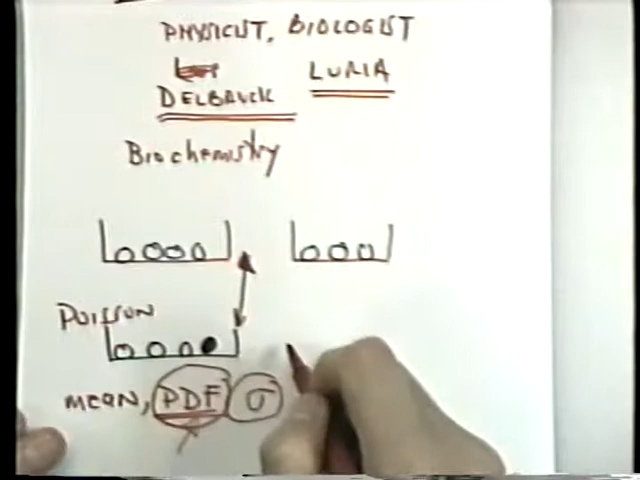 PHYSICIST, BIOLOGIST
LURIA
DELBRUCK
Biochemistry
POISSON
MEAN, PDF σ